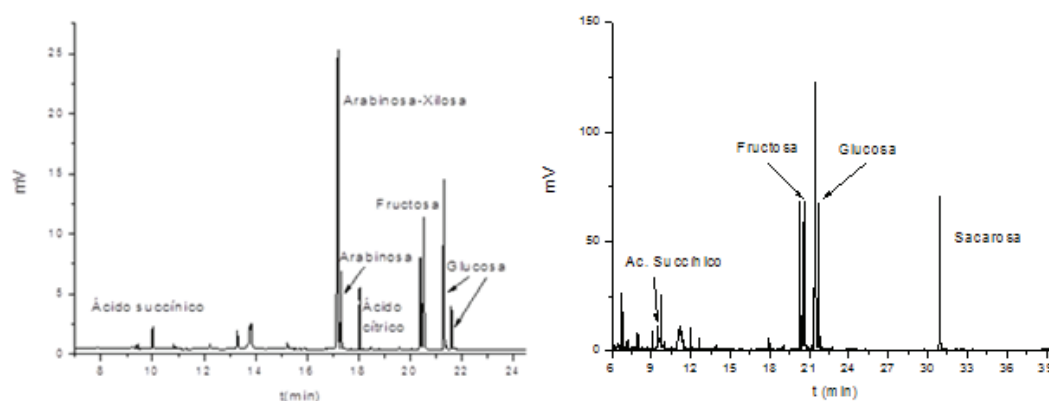 25
20
15
10
5
0
mV
Arabinosa-Xilosa
Fructosa
Arabinosa
Glucosa
Ácido succínico
Ácido
cítrico
8 10 12 14 16 18 20 22 24
t(min)
150
100
50
0
mV
Fructosa
Glucosa
Ac. Succíhico
Sacarosa
6 9 12 15 18 21 24 27 30 33 36 39
t (min)